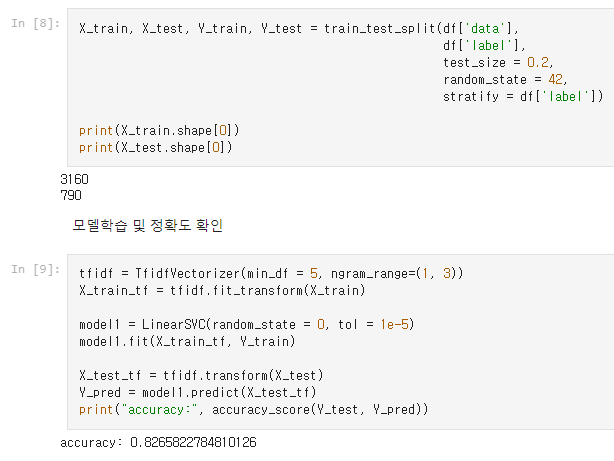 In [8]:
X_train, X_test, Y_train, Y_test = train_test_split(df['data'],
df['label'],
test_size = 0.2,
random_state = 42,
stratify = df['label'])
print(X_train.shape[0])
print(X_test.shape[0])
3160
790
모델학습 및 정확도 확인
In [9]:
tfidf = TfidfVectorizer(min_df = 5, ngram_range=(1, 3))
X_train_tf = tfidf.fit_transform(X_train)
model1 = LinearSVC(random_state = 0, tol = 1e-5)
model1.fit(X_train_tf, Y_train)
X_test_tf = tfidf.transform(X_test)
Y_pred = model1.predict(X_test_tf)
print("accuracy:", accuracy_score(Y_test, Y_pred))
accuracy: 0.8265822784810126